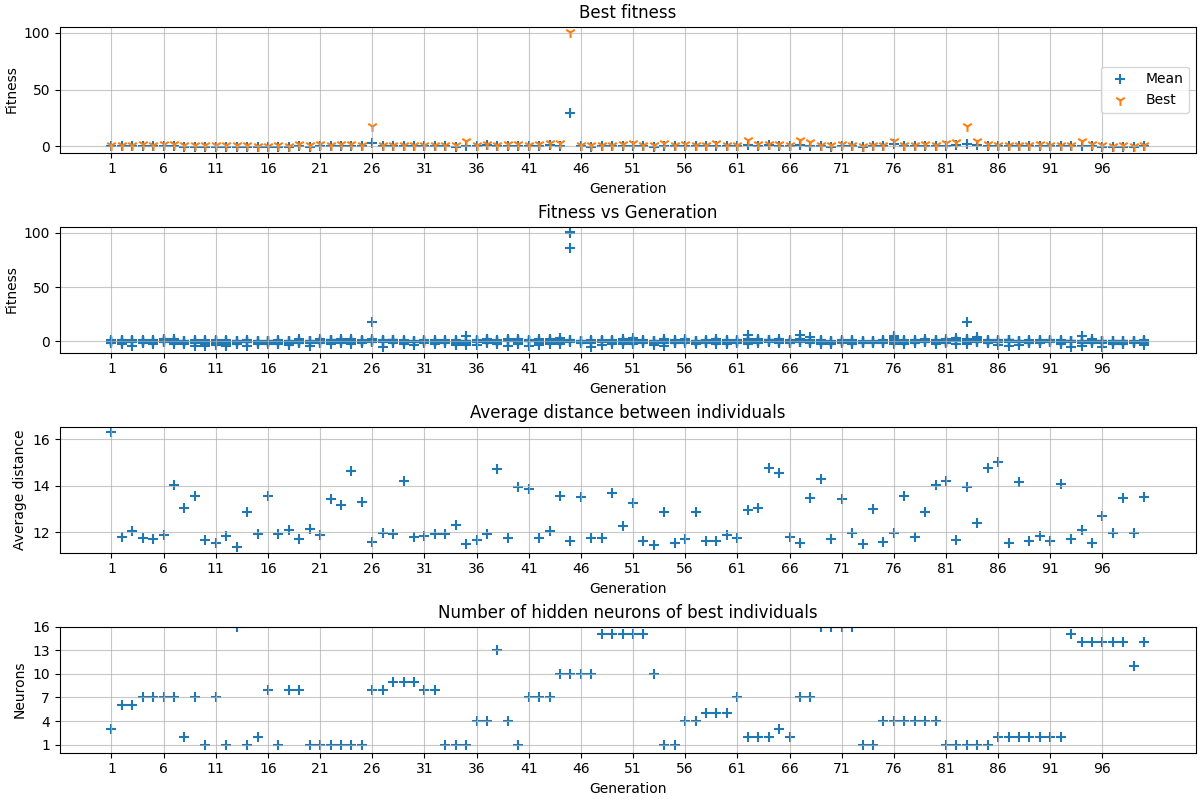 Best fitness
100
50
0
Fitness
Mean
Best
1 6 11 16 21 26 31 36 41 46 51 56 61 66 71 76 81 86 91 96
Generation
Fitness vs Generation
100
50
0
Fitness
1 6 11 16 21 26 31 36 41 46 51 56 61 66 71 76 81 86 91 96
Generation
Average distance between individuals
16
14
12
Average distance
1 6 11 16 21 26 31 36 41 46 51 56 61 66 71 76 81 86 91 96
Generation
Number of hidden neurons of best individuals
16
13
10
7
4
1
Neurons
1 6 11 16 21 26 31 36 41 46 51 56 61 66 71 76 81 86 91 96
Generation